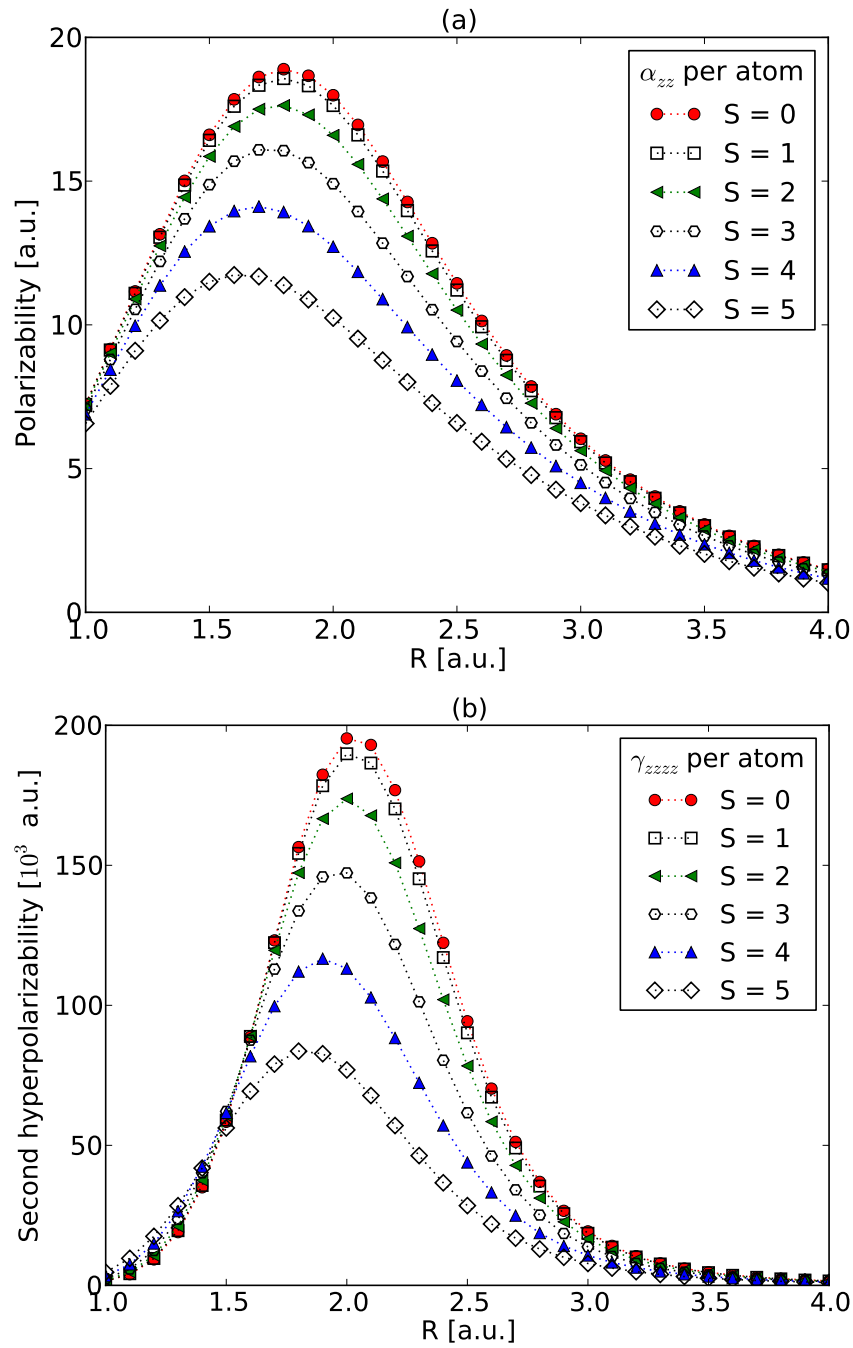 (a)
20
15
10
5
0
Polarizability [a.u.]
α_zz per atom
S = 0
S = 1
S = 2
S = 3
S = 4
S = 5
1.0 1.5 2.0 2.5 3.0 3.5 4.0
R [a.u.]
(b)
200
150
100
50
0
Second hyperpolarizability [10³ a.u.]
γ_zzzz per atom
S = 0
S = 1
S = 2
S = 3
S = 4
S = 5
1.0 1.5 2.0 2.5 3.0 3.5 4.0
R [a.u.]